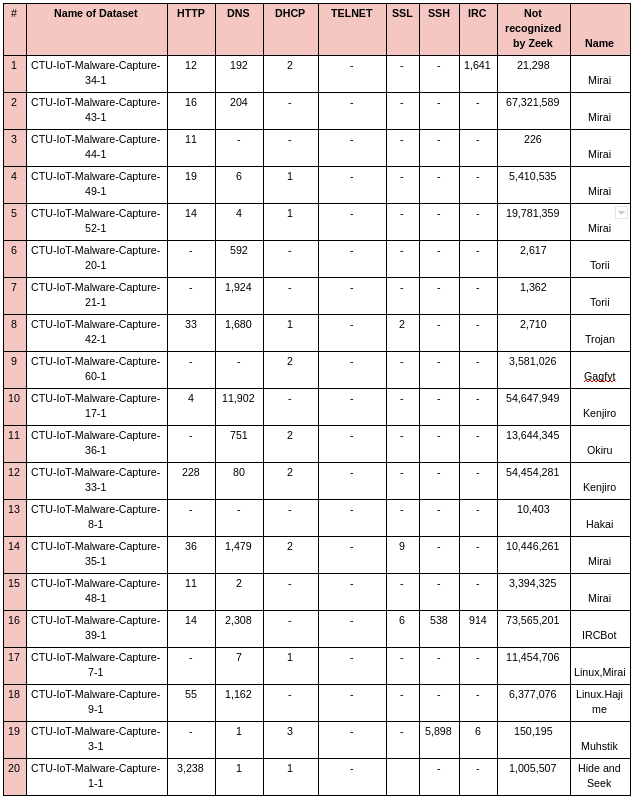 # Name of Dataset HTTP DNS DHCP TELNET SSL SSH IRC Not
recognized
by Zeek Name
1 CTU-IoT-Malware-Capture- 12 192 2 - - - 1,641 21,298
34-1 Mirai
2 CTU-IoT-Malware-Capture- 16 204 - - - - - 67,321,589
43-1 Mirai
3 CTU-IoT-Malware-Capture- 11 - - - - - - 226
44-1 Mirai
4 CTU-IoT-Malware-Capture- 19 6 1 - - - - 5,410,535
49-1 Mirai
5 CTU-IoT-Malware-Capture- 14 4 1 - - - - 19,781,359
52-1 Mirai
6 CTU-IoT-Malware-Capture- - 592 - - - - - 2,617
20-1 Torii
7 CTU-IoT-Malware-Capture- - 1,924 - - - - - 1,362
21-1 Torii
8 CTU-IoT-Malware-Capture- 33 1,680 1 - 2 - - 2,710
42-1 Trojan
9 CTU-IoT-Malware-Capture- - - 2 - - - - 3,581,026
60-1 Gagfyt
10 CTU-IoT-Malware-Capture- 4 11,902 - - - - - 54,647,949
17-1 Kenjiro
11 CTU-IoT-Malware-Capture- - 751 2 - - - - 13,644,345
36-1 Okiru
12 CTU-IoT-Malware-Capture- 228 80 2 - - - - 54,454,281
33-1 Kenjiro
13 CTU-IoT-Malware-Capture- - - - - - - - 10,403
8-1 Hakai
14 CTU-IoT-Malware-Capture- 36 1,479 2 - 9 - - 10,446,261
35-1 Mirai
15 CTU-IoT-Malware-Capture- 11 2 - - - - - 3,394,325
48-1 Mirai
16 CTU-IoT-Malware-Capture- 14 2,308 - - 6 538 914 73,565,201
39-1 IRCBot
17 CTU-IoT-Malware-Capture- - 7 1 - - - - 11,454,706
7-1 Linux,Mirai
18 CTU-IoT-Malware-Capture- 55 1,162 - - - - - 6,377,076 Linux.Haji
9-1 me
19 CTU-IoT-Malware-Capture- - 1 3 - - 5,898 6 150,195
3-1 Muhstik
20 CTU-IoT-Malware-Capture- 3,238 1 1 - - - 1,005,507 Hide and
1-1 Seek